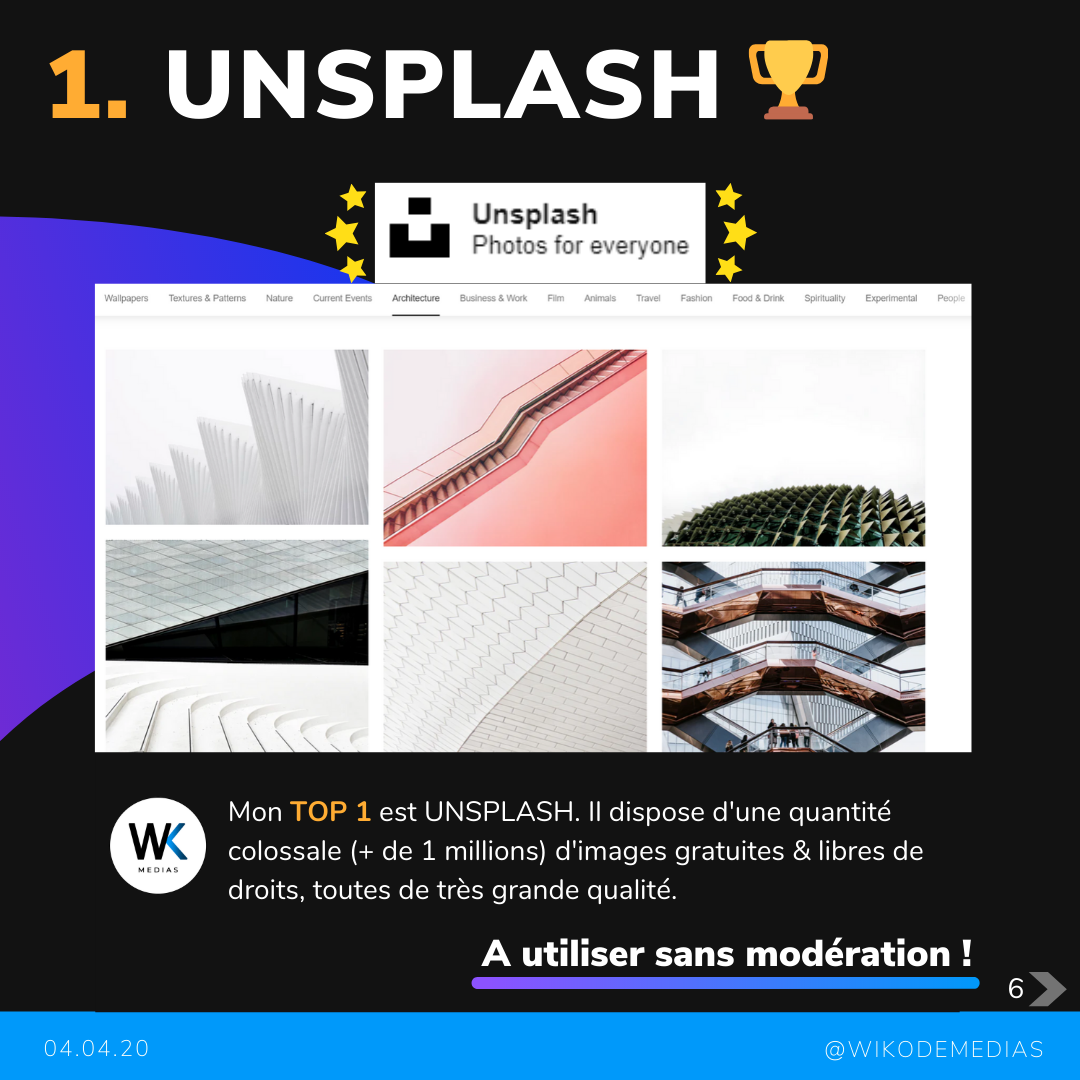 1. UNSPLASH
Unsplash
Photos for everyone
Wallpapers Textures & Patterns Nature Current Events Architecture Business & Work Film Animals Travel Fashion Food & Drink Spirituality Experimental People
Mon TOP 1 est UNSPLASH. Il dispose d'une quantité
colossale (+ de 1 millions) d'images gratuites & libres de
droits, toutes de très grande qualité.
WK
MEDIAS
A utiliser sans modération !
6
04.04.20
@WIKODEMEDIAS